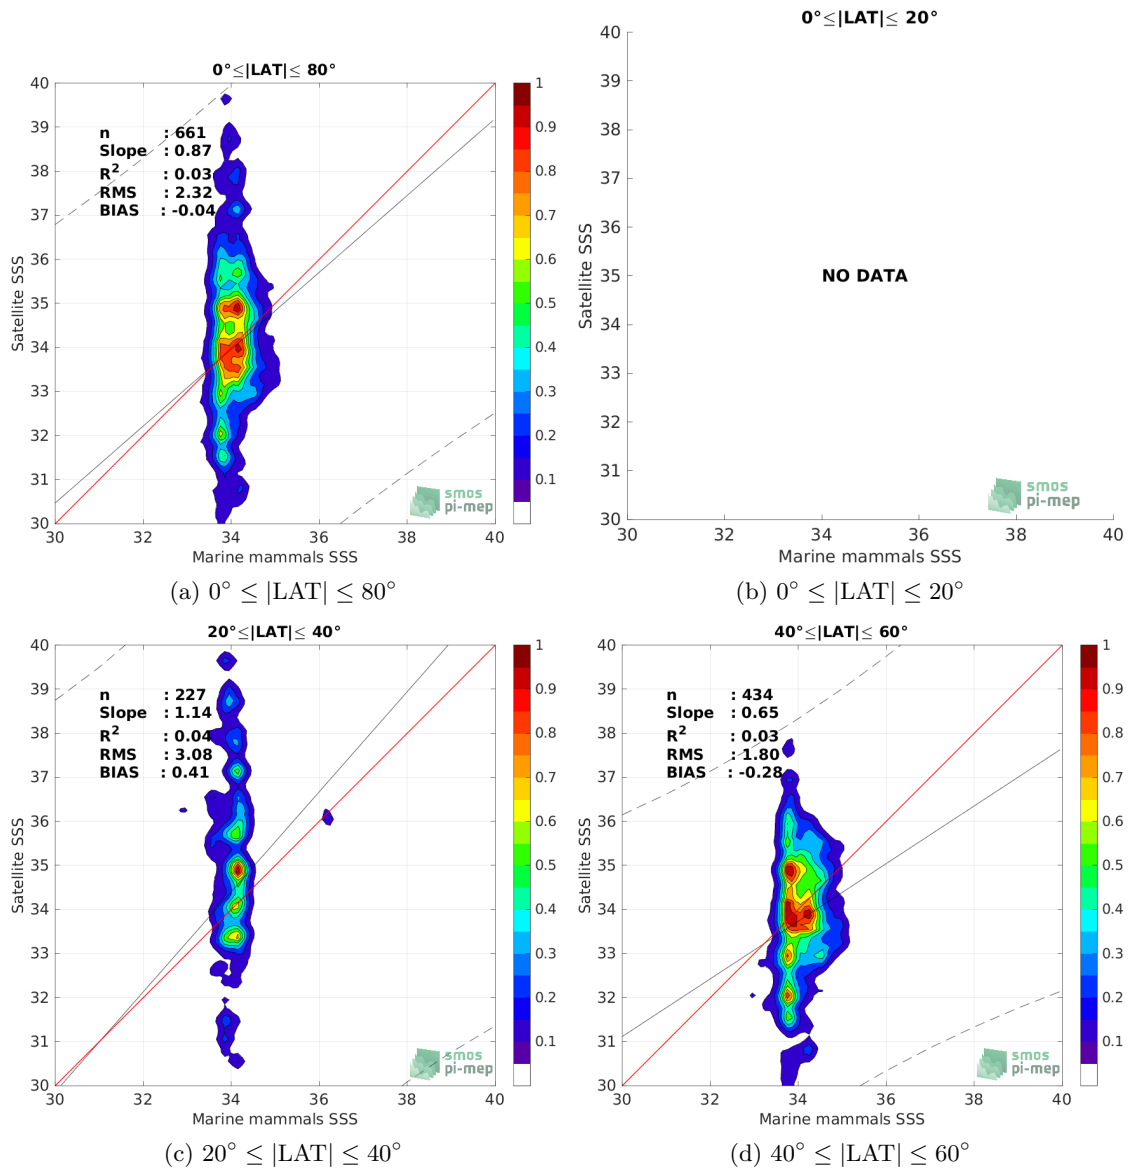 0°≤|LAT|≤ 80°
n : 661
Slope : 0.87
R² : 0.03
RMS : 2.32
BIAS : -0.04
40
39
38
37
36
35
34
33
32
31
30
30 32 34 36 38 40
Satellite SSS
Marine mammals SSS
1
0.9
0.8
0.7
0.6
0.5
0.4
0.3
0.2
0.1
smos
pi-mep
(a) 0° ≤ |LAT| ≤ 80°
0°≤|LAT|≤ 20°
40
39
38
37
36
35
34
33
32
31
30
30 32 34 36 38 40
Satellite SSS
NO DATA
Marine mammals SSS
smos
pi-mep
(b) 0° ≤ |LAT| ≤ 20°
20°≤|LAT|≤ 40°
n : 227
Slope : 1.14
R² : 0.04
RMS : 3.08
BIAS : 0.41
40
39
38
37
36
35
34
33
32
31
30
30 32 34 36 38 40
Satellite SSS
Marine mammals SSS
1
0.9
0.8
0.7
0.6
0.5
0.4
0.3
0.2
0.1
smos
pi-mep
(c) 20° ≤ |LAT| ≤ 40°
40°≤|LAT|≤ 60°
n : 434
Slope : 0.65
R² : 0.03
RMS : 1.80
BIAS : -0.28
40
39
38
37
36
35
34
33
32
31
30
30 32 34 36 38 40
Satellite SSS
Marine mammals SSS
1
0.9
0.8
0.7
0.6
0.5
0.4
0.3
0.2
0.1
smos
pi-mep
(d) 40° ≤ |LAT| ≤ 60°